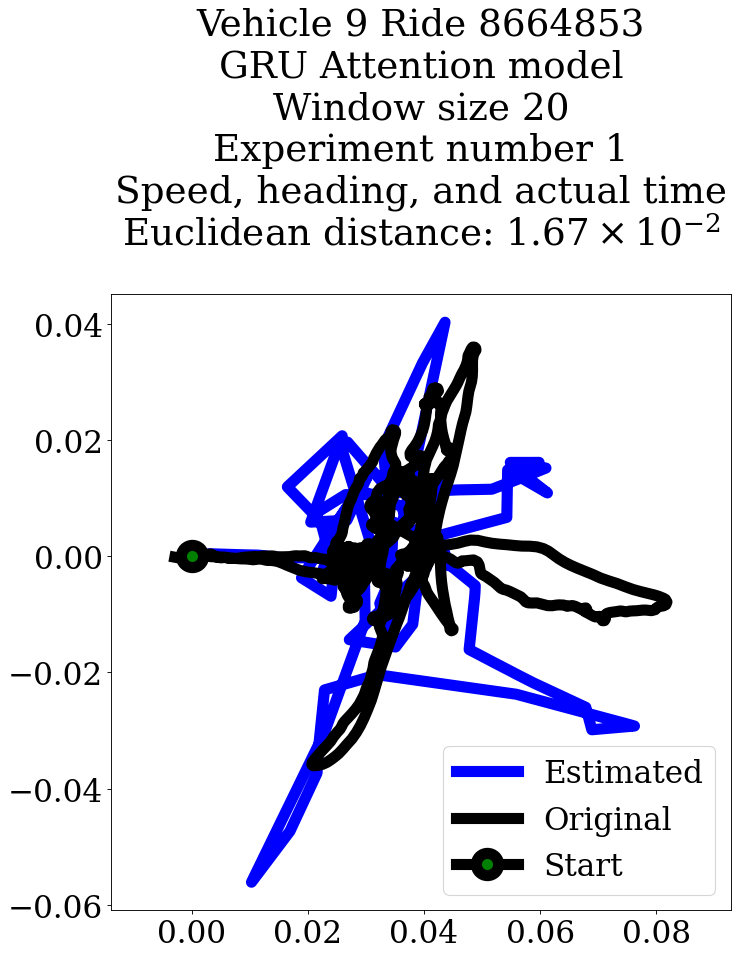 Vehicle 9 Ride 8664853
GRU Attention model
Window size 20
Experiment number 1
Speed, heading, and actual time
Euclidean distance: 1.67 × 10⁻²
0.04
0.02
0.00
−0.02
−0.04
−0.06
0.00 0.02 0.04 0.06 0.08
Estimated
Original
Start